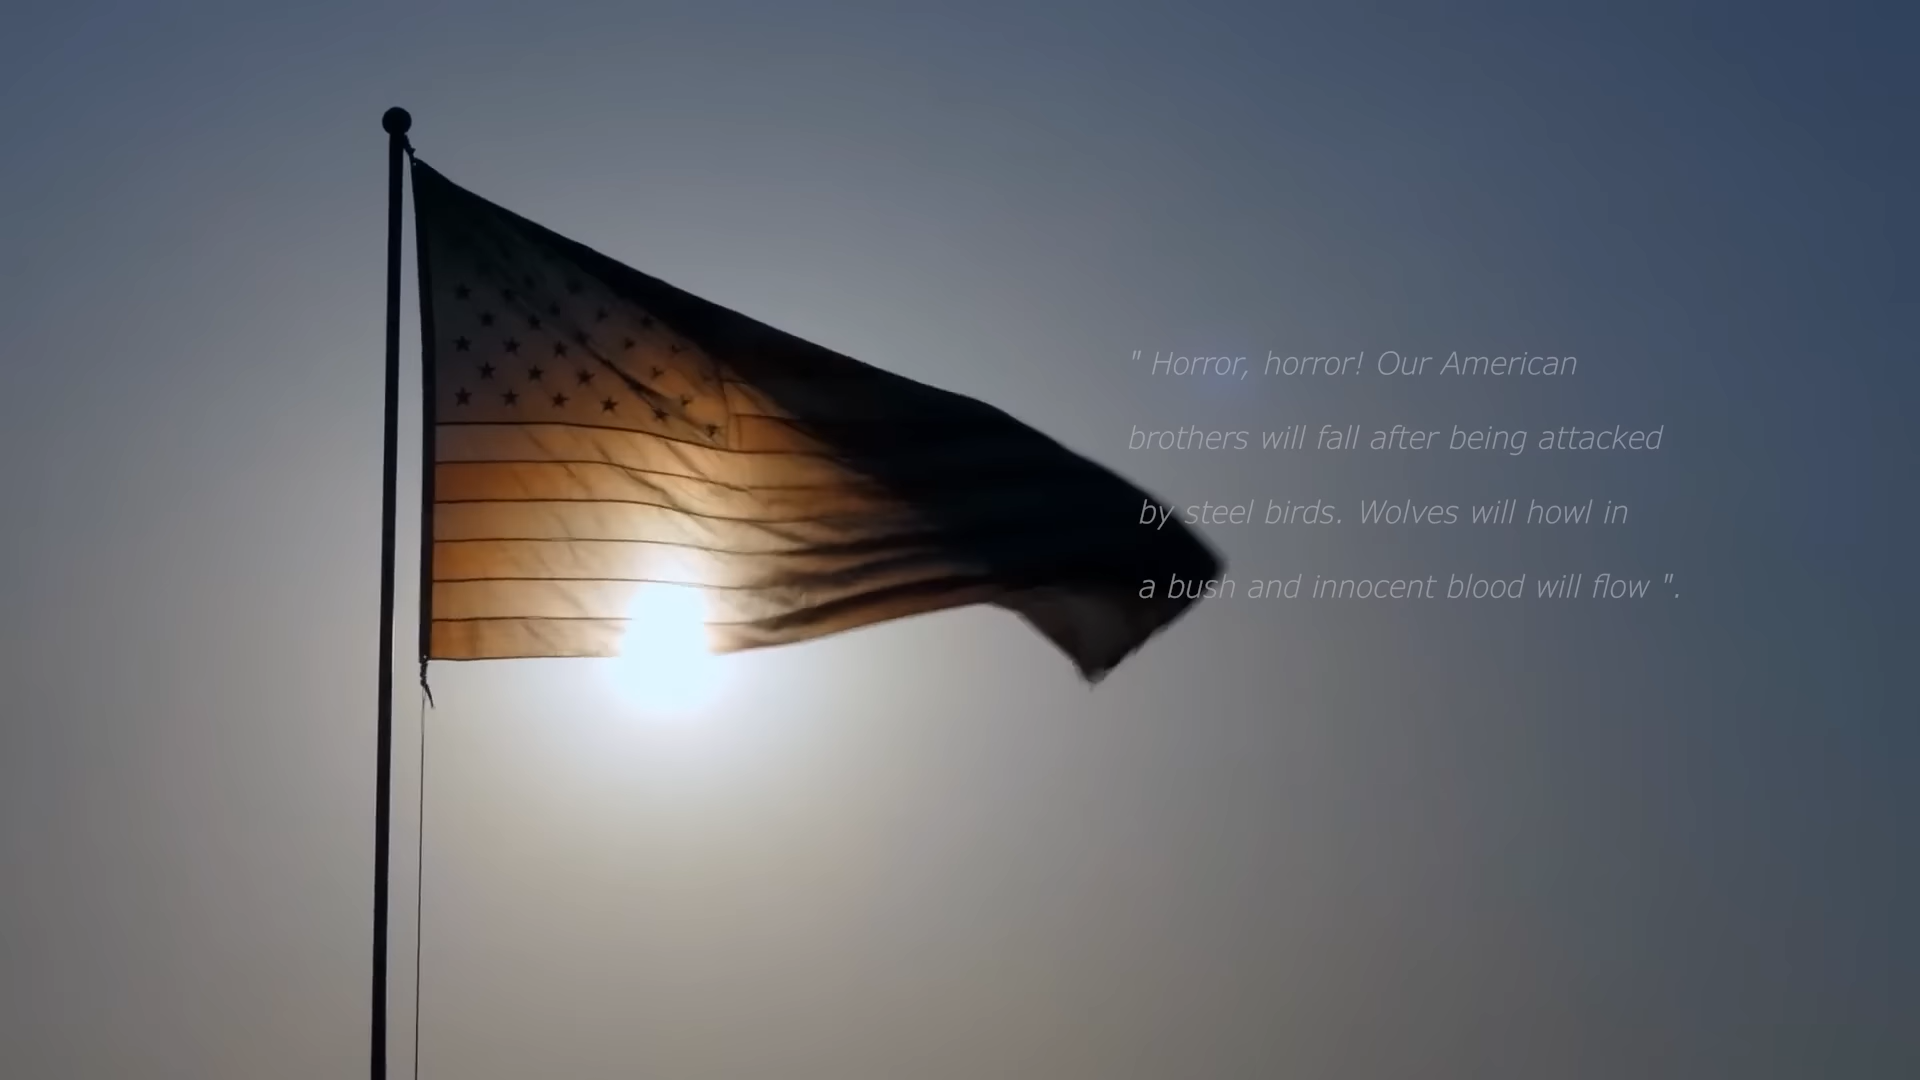 " Horror, horror! Our American
brothers will fall after being attacked
by steel birds. Wolves will howl in
a bush and innocent blood will flow ".